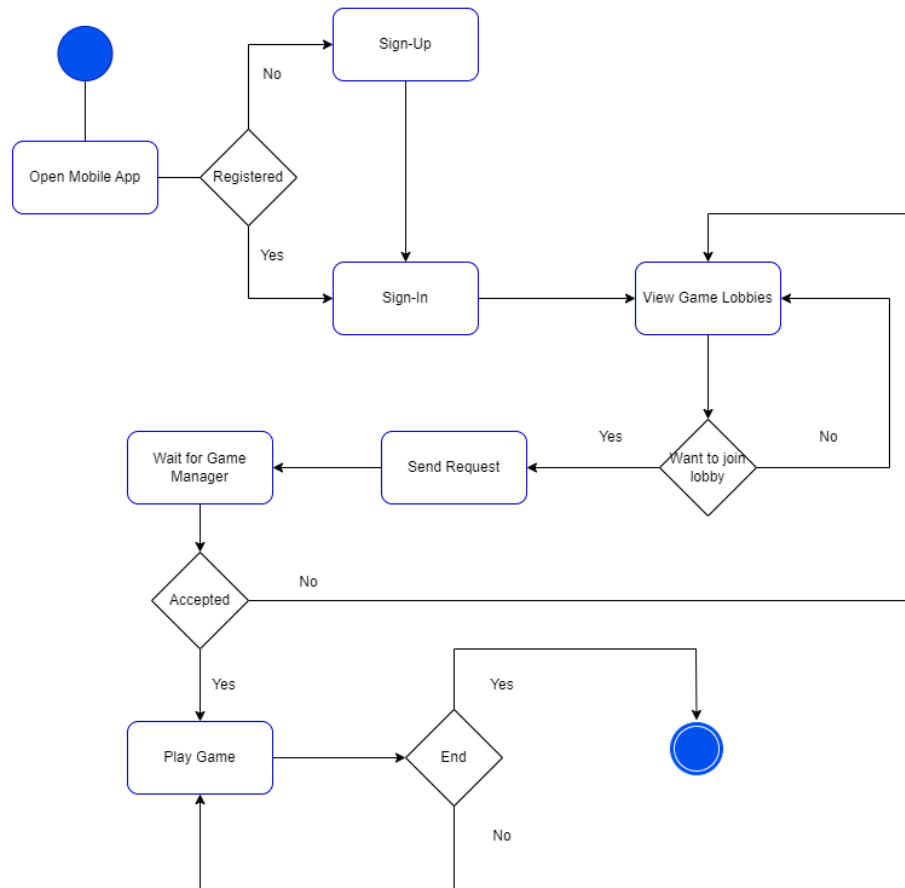 Sign-Up
No
Open Mobile App
Registered
Yes
Sign-In
View Game Lobbies
Yes
No
Want to join
lobby
Send Request
Wait for Game
Manager
Accepted
No
Yes
Yes
Play Game
End
No